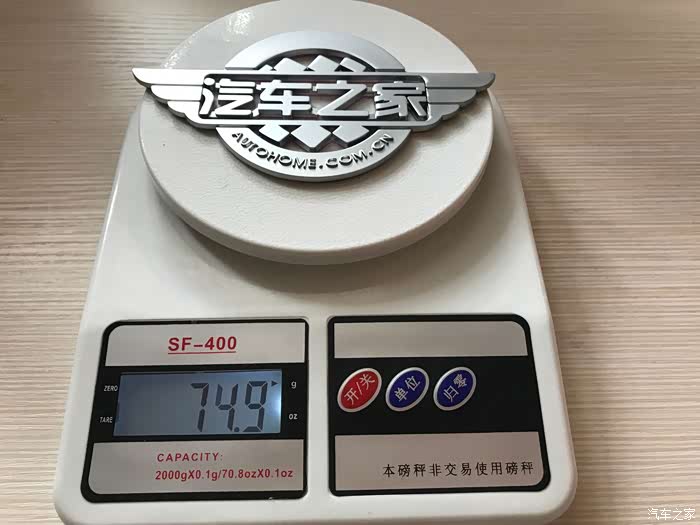 汽车之家
AUTOHOME.COM.CN
SF-400
ZERO
TARE
74.9
g
oz
CAPACITY:
2000gX0.1g/70.8ozX0.1oz
开/关
单位
归零
本磅秤非交易使用磅秤
汽车之家